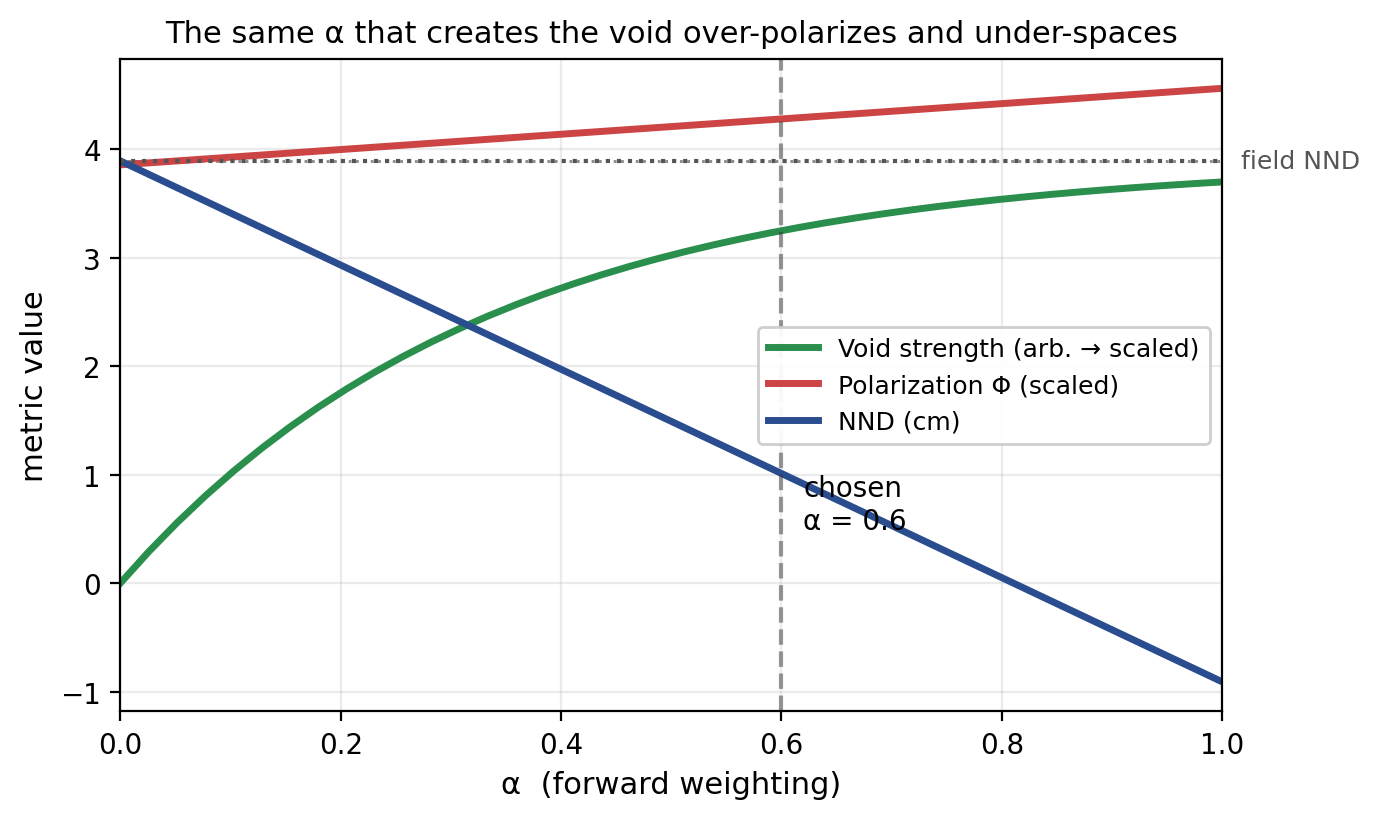 The same α that creates the void over-polarizes and under-spaces
4
3
2
1
0
−1
metric value
field NND
Void strength (arb. → scaled)
Polarization Φ (scaled)
NND (cm)
chosen
α = 0.6
0.0
0.2
0.4
0.6
0.8
1.0
α (forward weighting)